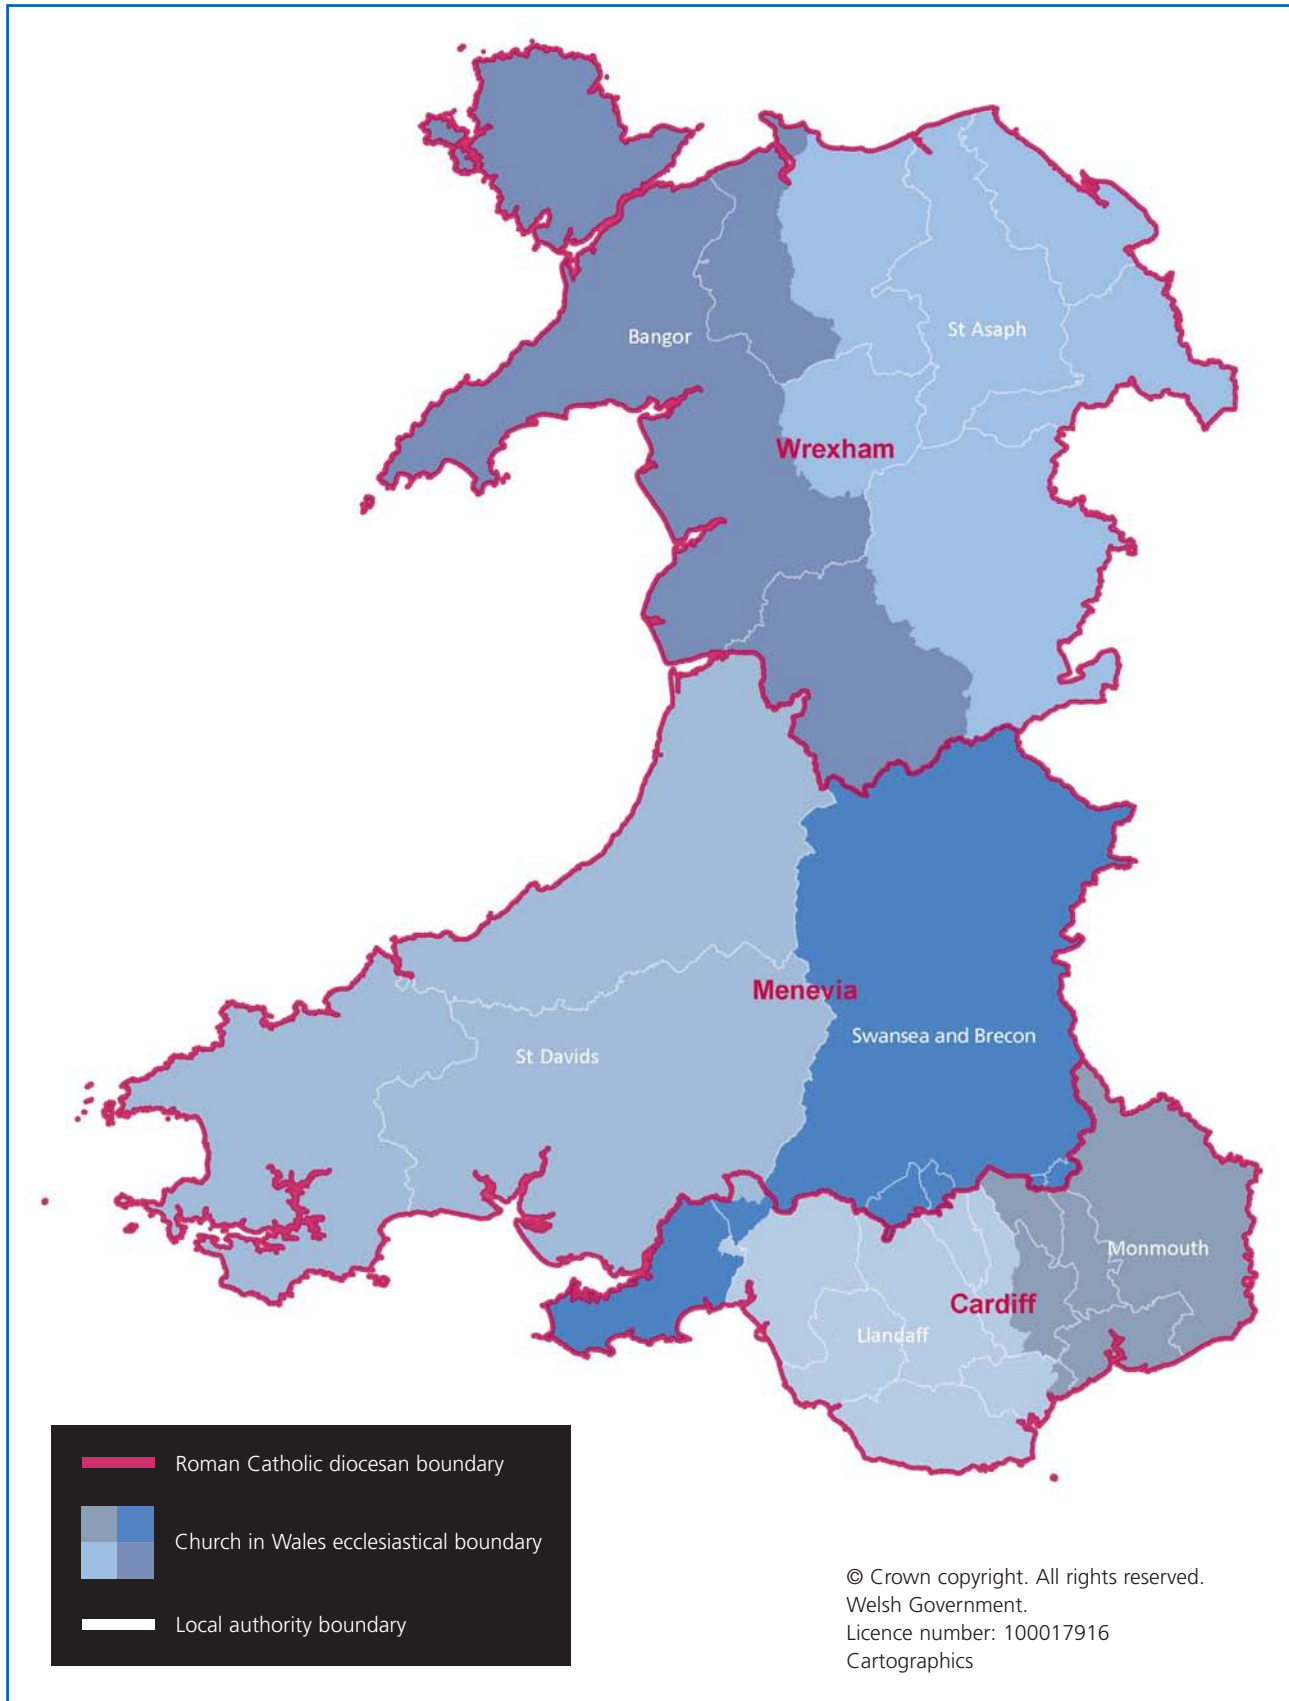 Bangor
St Asaph
Wrexham
Menevia
Swansea and Brecon
St Davids
Monmouth
Cardiff
Llandaff
Roman Catholic diocesan boundary
Church in Wales ecclesiastical boundary
Local authority boundary
© Crown copyright. All rights reserved.
Welsh Government.
Licence number: 100017916
Cartographics